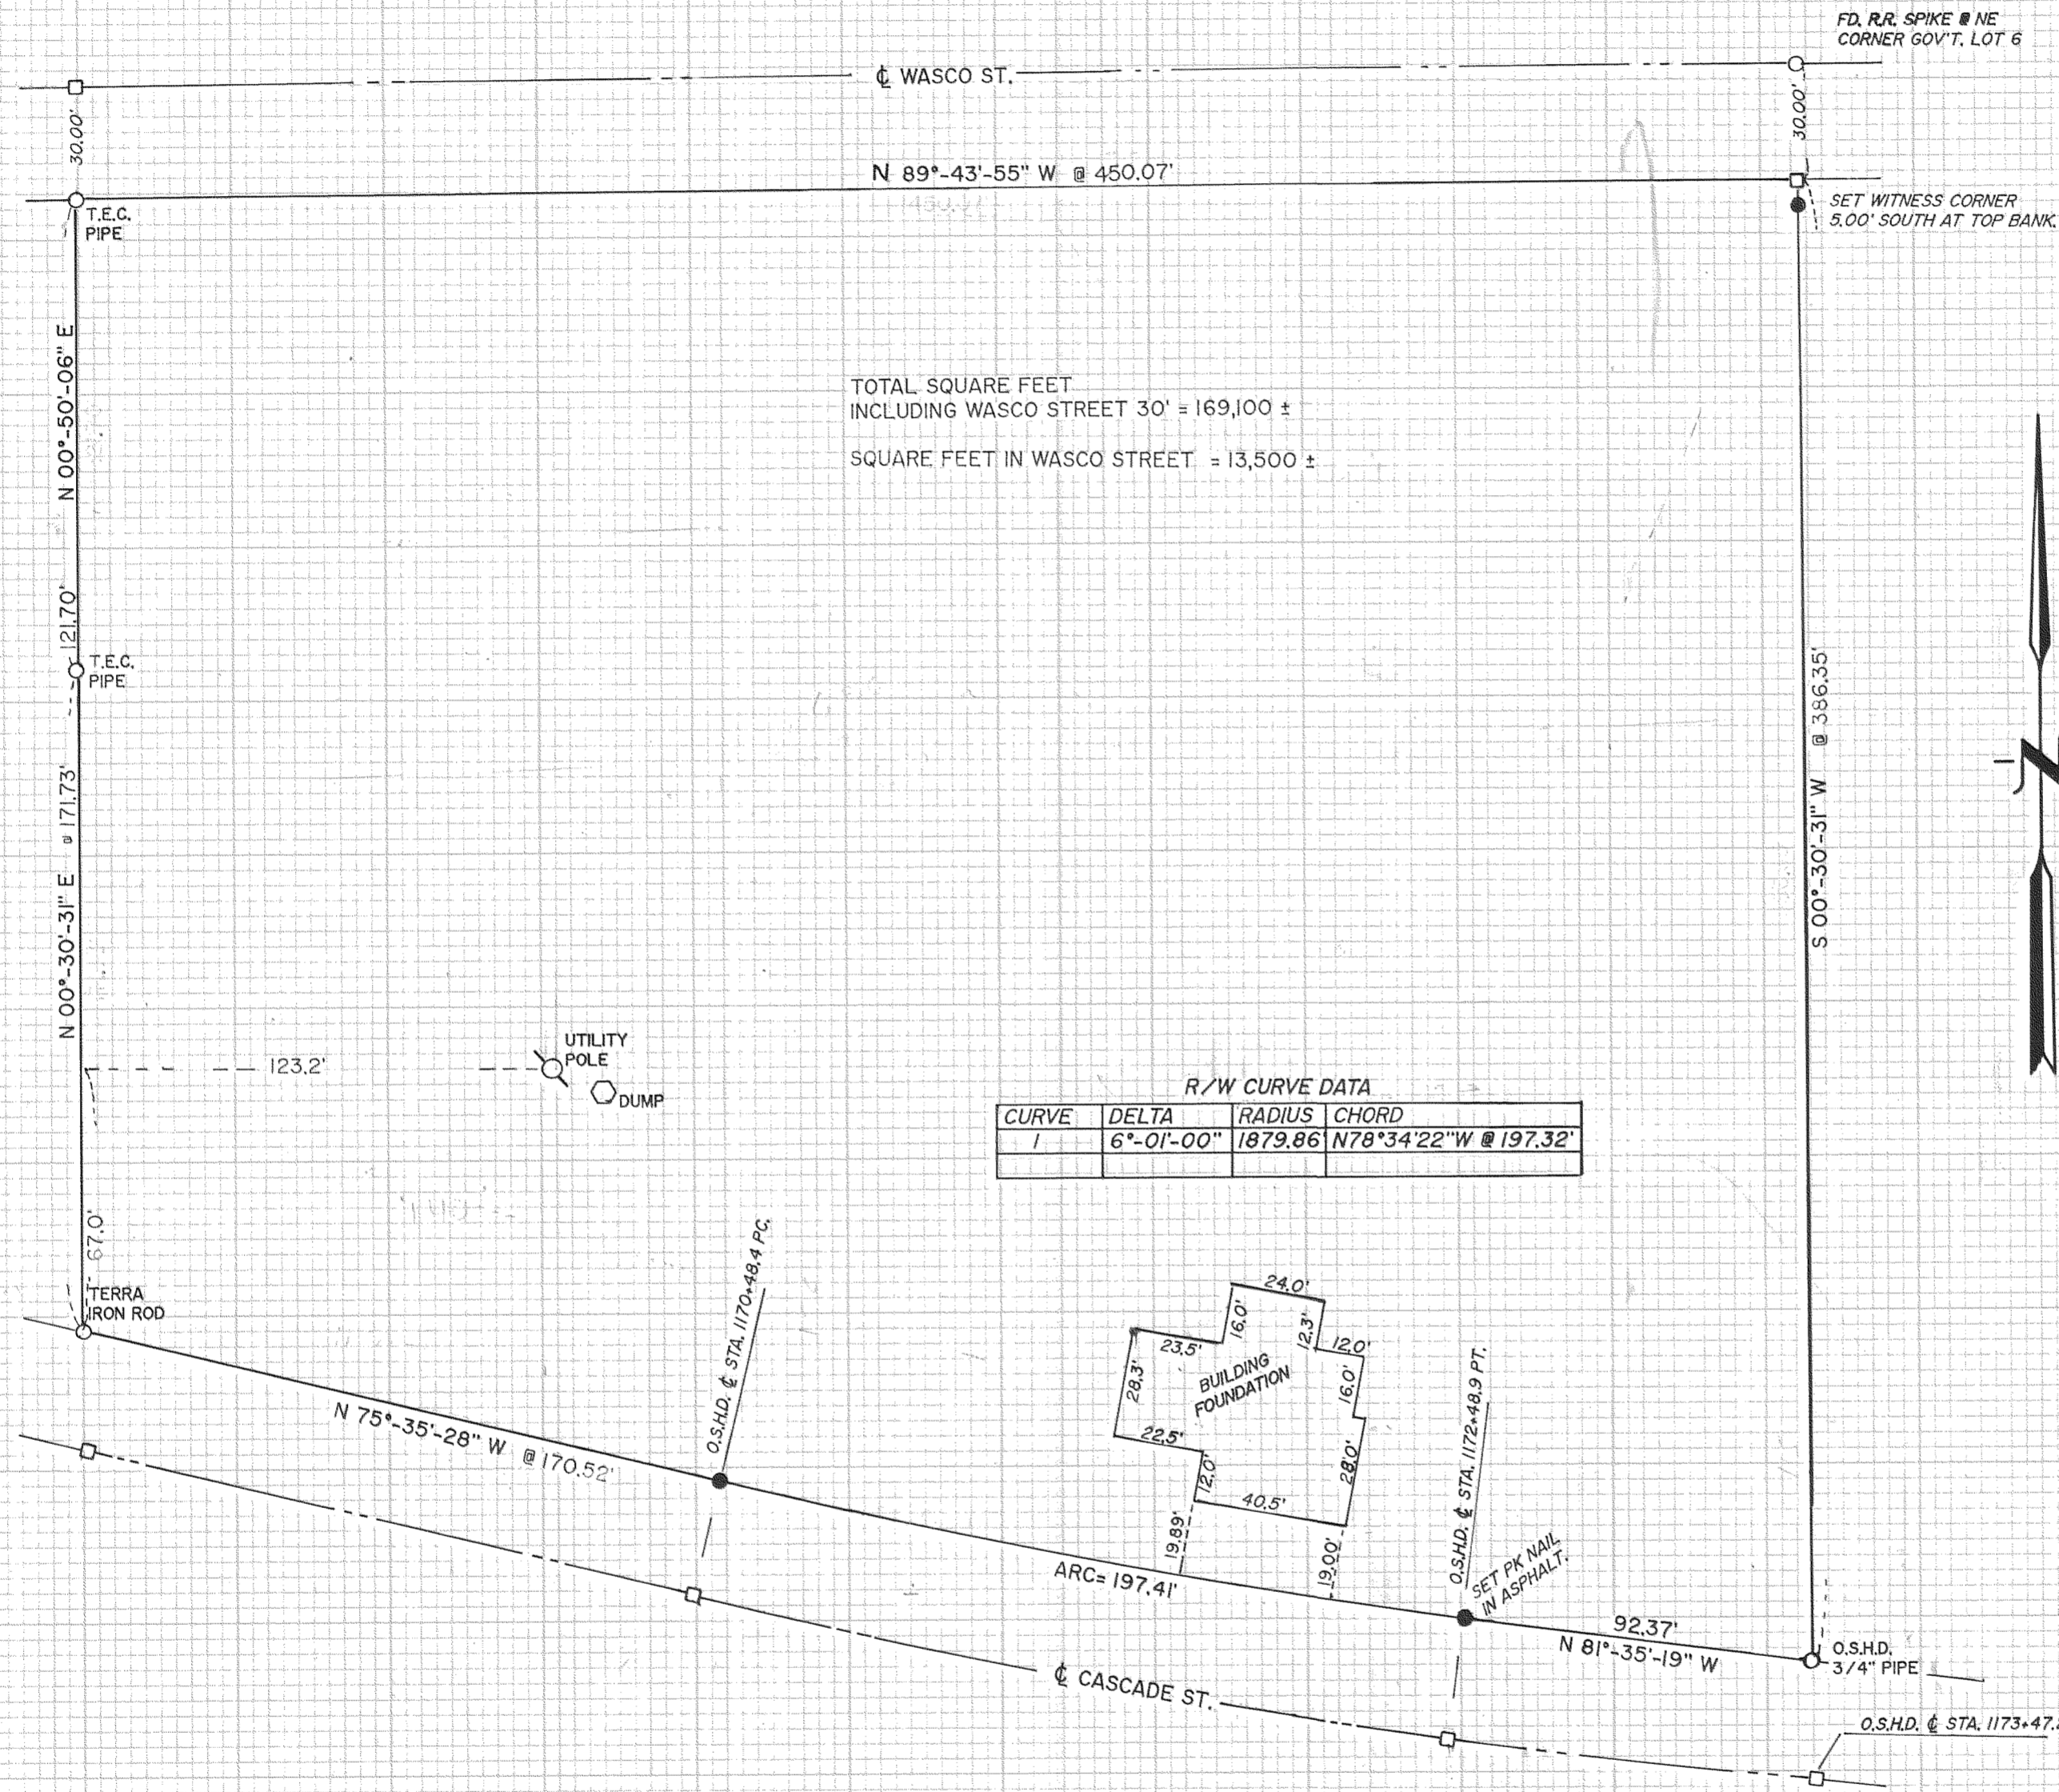 FD. R.R. SPIKE @ NE
CORNER GOV'T. LOT 6
℄ WASCO ST.
30.00'
30.00'
N 89°-43'-55" W @ 450.07'
T.E.C.
PIPE
SET WITNESS CORNER
5.00' SOUTH AT TOP BANK.
N 00°-50'-06" E
121.70'
TOTAL SQUARE FEET
INCLUDING WASCO STREET 30' = 169,100 ±
SQUARE FEET IN WASCO STREET = 13,500 ±
T.E.C.
PIPE
S 00°-30'-31" W @ 386.35'
N
N 00°-30'-31" E @ 171.73'
123.2'
UTILITY
POLE
DUMP
R/W CURVE DATA
CURVE DELTA RADIUS CHORD
1 6°-01'-00" 1879.86 N78°34'22"W @ 197.32'
67.0'
TERRA
IRON ROD
O.S.H.D. ℄ STA. 1170+48.4 PC.
24.0'
16.0'
12.3'
12.0'
23.5'
28.3'
BUILDING
FOUNDATION
16.0'
22.5'
12.0'
28.0'
40.5'
19.89'
19.00'
O.S.H.D. ℄ STA. 1172+48.9 PT.
SET PK NAIL
IN ASPHALT.
N 75°-35'-28" W @ 170.52'
ARC= 197.41'
92.37'
N 81°-35'-19" W
O.S.H.D.
3/4" PIPE
℄ CASCADE ST.
O.S.H.D. ℄ STA. 1173+47.